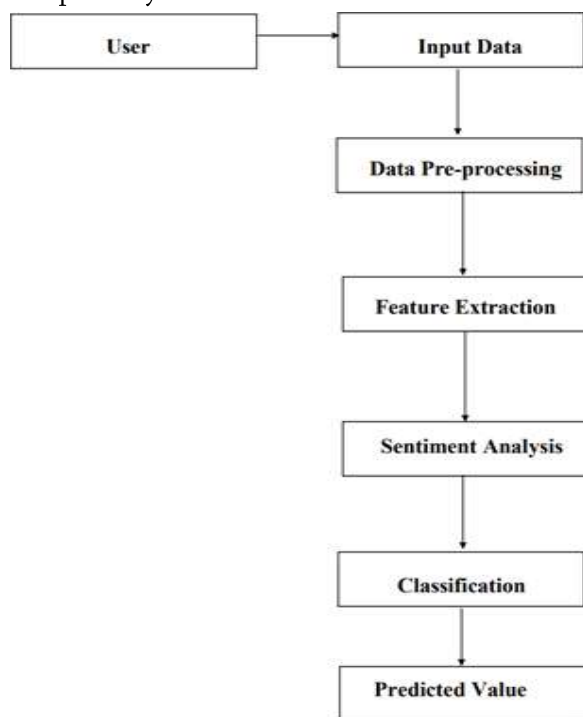 User
Input Data
Data Pre-processing
Feature Extraction
Sentiment Analysis
Classification
Predicted Value